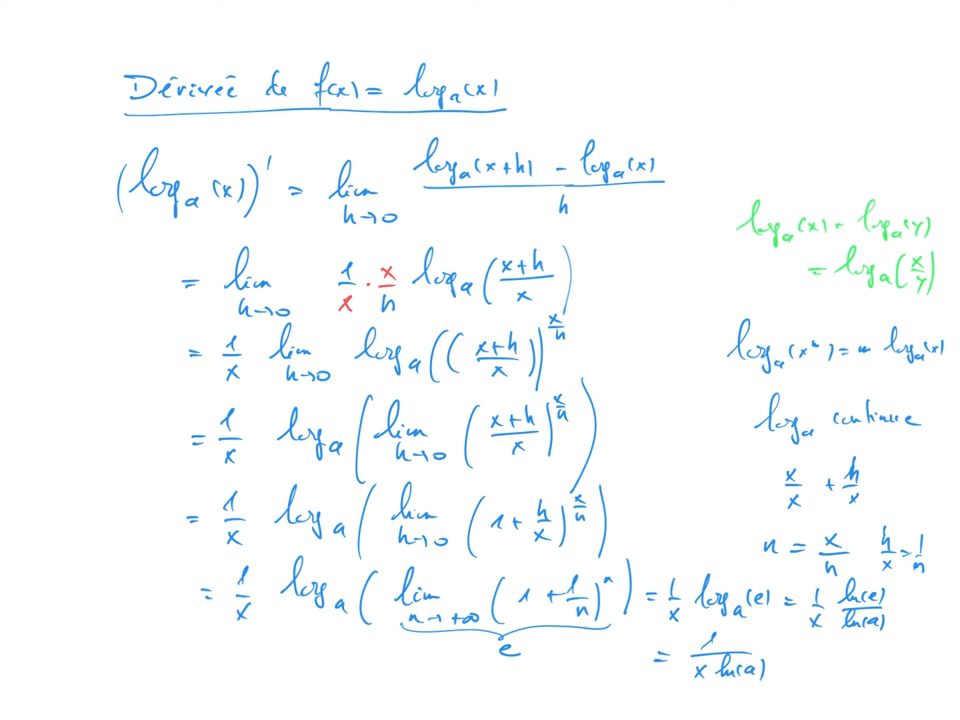 Dérivée de f(x) = log_a(x)
(log_a(x))' = lim_{h→0} (log_a(x+h) - log_a(x))/h
log_a(x) - log_a(y)
= log_a(x/y)
= lim_{h→0} 1/x · x/h log_a((x+h)/x)
= 1/x lim_{h→0} log_a(((x+h)/x))^{x/h}
log_a(x^n) = n log_a(x)
= 1/x log_a(lim_{h→0} ((x+h)/x)^{x/h})
log_a continue
x/x + h/x
= 1/x log_a(lim_{h→0} (1 + h/x)^{x/h})
n = x/h h/x = 1/n
= 1/x log_a(lim_{n→+∞} (1 + 1/n)^n) = 1/x log_a(e) = 1/x ln(e)/ln(a)
e
= 1/(x ln(a))